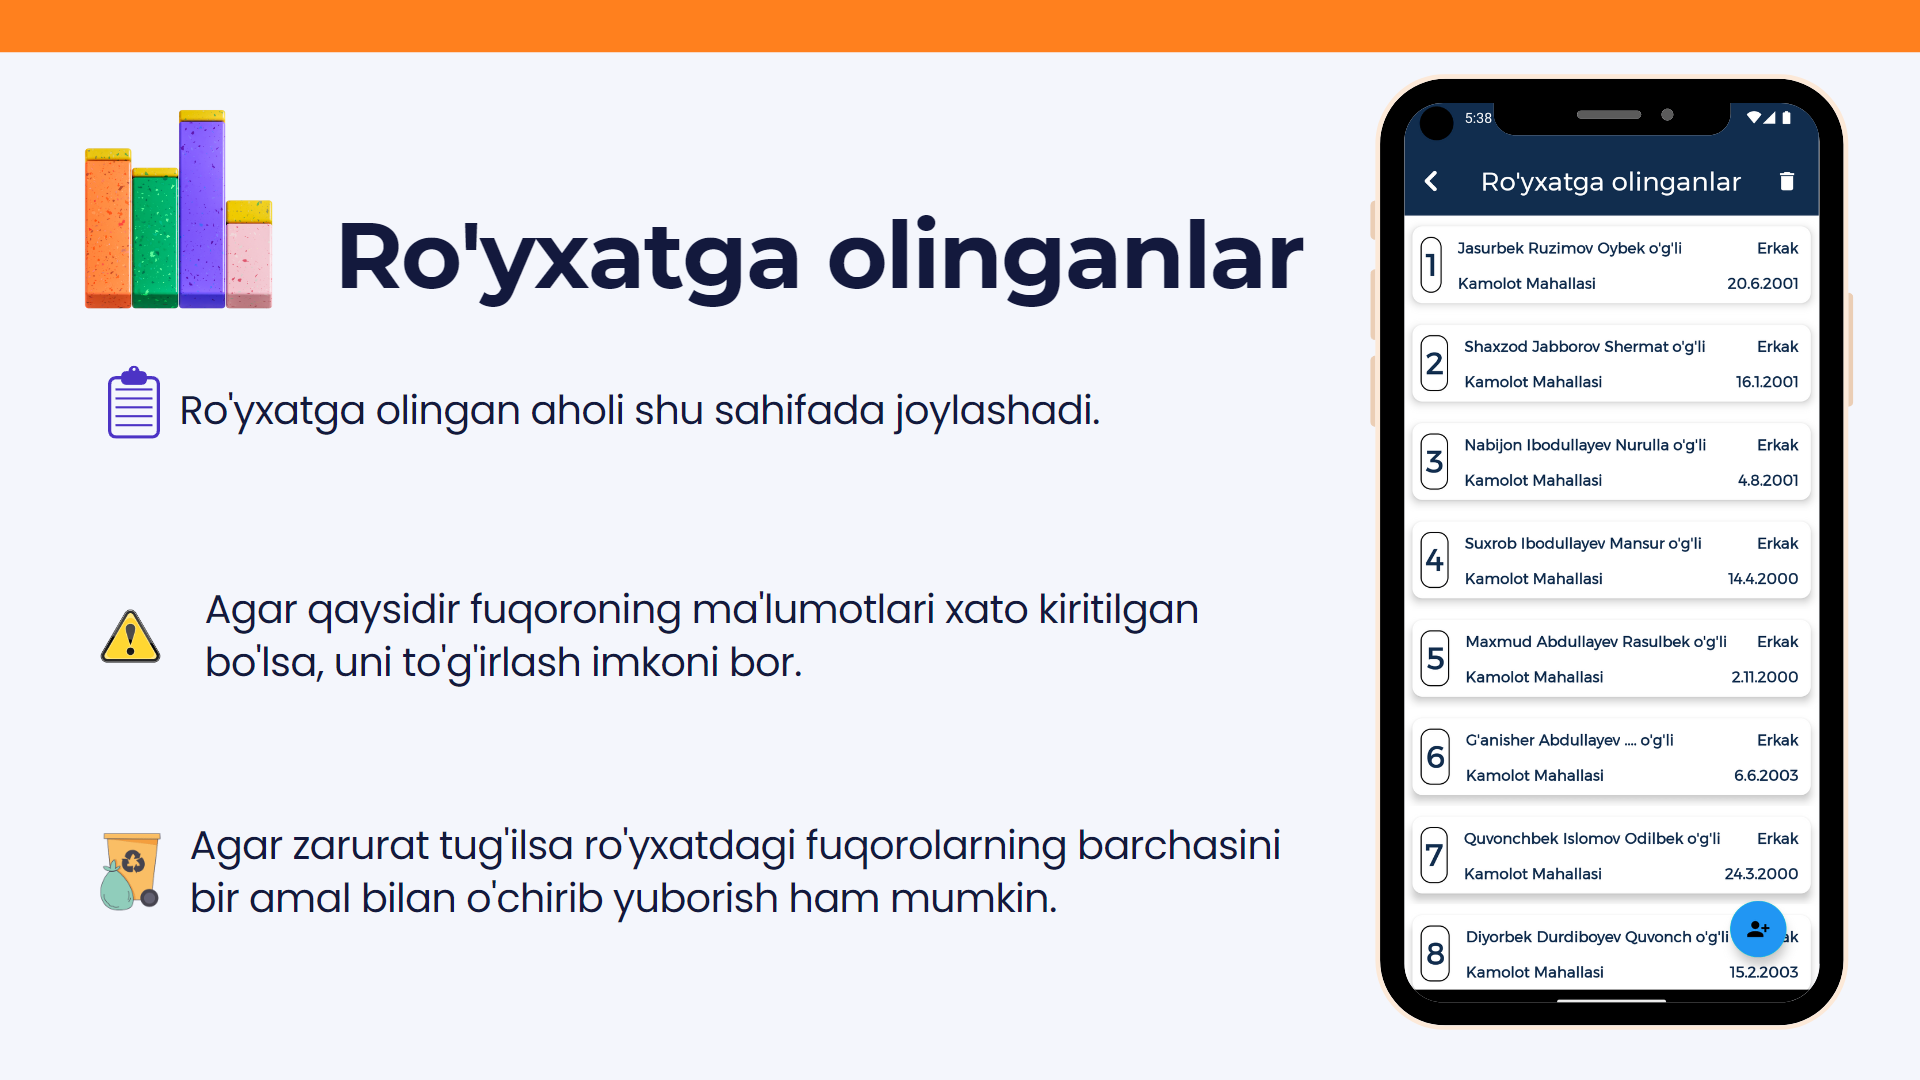 Ro'yxatga olinganlar
Ro'yxatga olingan aholi shu sahifada joylashadi.
Agar qaysidir fuqoroning ma'lumotlari xato kiritilgan
bo'lsa, uni to'g'irlash imkoni bor.
Agar zarurat tug'ilsa ro'yxatdagi fuqorolarning barchasini
bir amal bilan o'chirib yuborish ham mumkin.
5:38
Ro'yxatga olinganlar
1 Jasurbek Ruzimov Oybek o'g'li Erkak
Kamolot Mahallasi 20.6.2001
2 Shaxzod Jabborov Shermat o'g'li Erkak
Kamolot Mahallasi 16.1.2001
3 Nabijon Ibodullayev Nurulla o'g'li Erkak
Kamolot Mahallasi 4.8.2001
4 Suxrob Ibodullayev Mansur o'g'li Erkak
Kamolot Mahallasi 14.4.2000
5 Maxmud Abdullayev Rasulbek o'g'li Erkak
Kamolot Mahallasi 2.11.2000
6 G'anisher Abdullayev .... o'g'li Erkak
Kamolot Mahallasi 6.6.2003
7 Quvonchbek Islomov Odilbek o'g'li Erkak
Kamolot Mahallasi 24.3.2000
8 Diyorbek Durdiboyev Quvonch o'g'li
Kamolot Mahallasi 15.2.2003